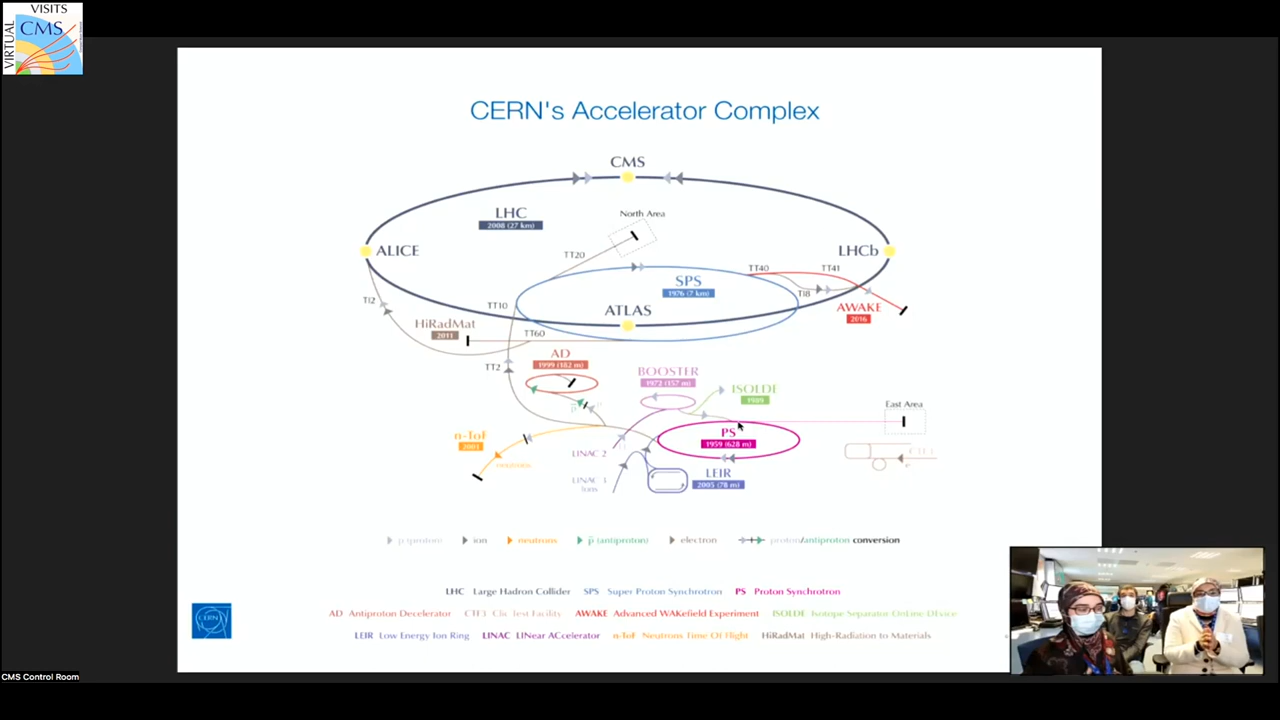 VISITS
VIRTUAL
CMS
CERN's Accelerator Complex
CMS
LHC
2008 (27 km)
North Area
ALICE
LHCb
TT20
TT40
TT41
SPS
1976 (7 km)
TI8
TI2
TT10
ATLAS
AWAKE
2016
HiRadMat
2011
TT60
AD
1999 (182 m)
TT2
BOOSTER
1972 (157 m)
ISOLDE
1989
East Area
p
n-ToF
2001
PS
1959 (628 m)
neutrons
LINAC 2
LEIR
2005 (78 m)
LINAC 3
Ions
p (proton)
ion
neutrons
p̄ (antiproton)
electron
proton/antiproton conversion
LHC Large Hadron Collider SPS Super Proton Synchrotron PS Proton Synchrotron
AD Antiproton Decelerator CTF3 Clic Test Facility AWAKE Advanced WAKefield Experiment ISOLDE Isotope Separator OnLine DEvice
LEIR Low Energy Ion Ring LINAC LINear ACcelerator n-ToF Neutrons Time Of Flight HiRadMat High-Radiation to Materials
CERN
CMS Control Room